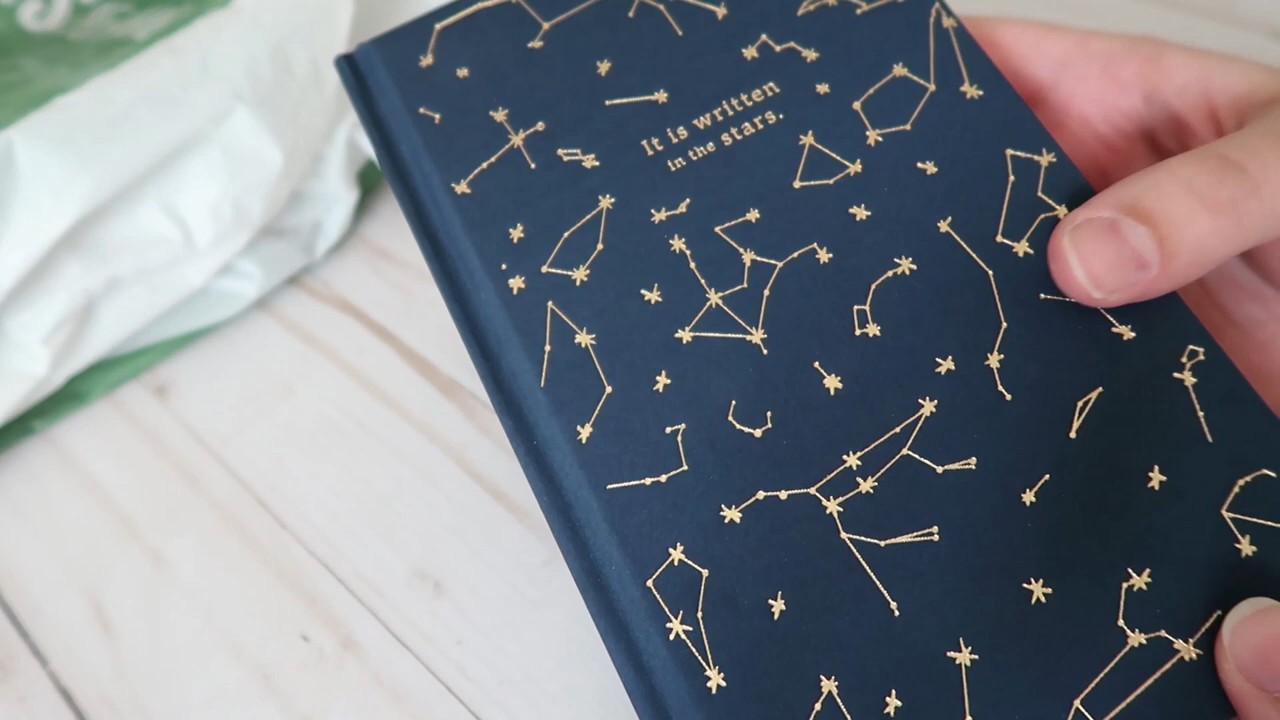 It is written
in the stars.